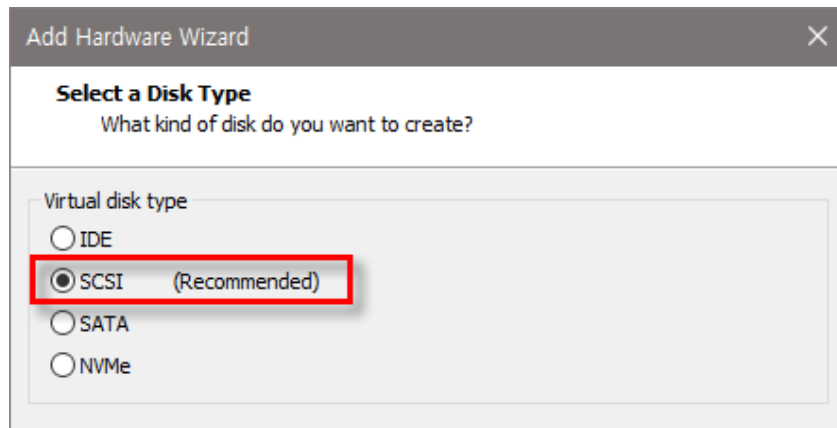 Add Hardware Wizard
Select a Disk Type
What kind of disk do you want to create?
Virtual disk type
IDE
SCSI (Recommended)
SATA
NVMe